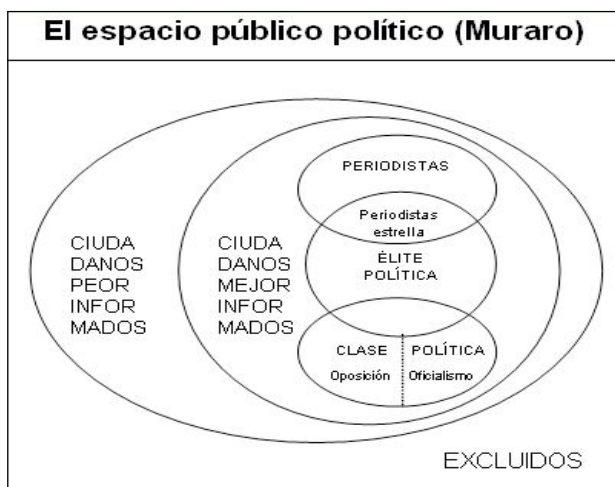 El espacio público político (Muraro)
PERIODISTAS
Periodistas
estrella
ÉLITE
POLÍTICA
CIUDA
DANOS
PEOR
INFOR
MADOS
CIUDA
DANOS
MEJOR
INFOR
MADOS
CLASE POLÍTICA
Oposición Oficialismo
EXCLUIDOS